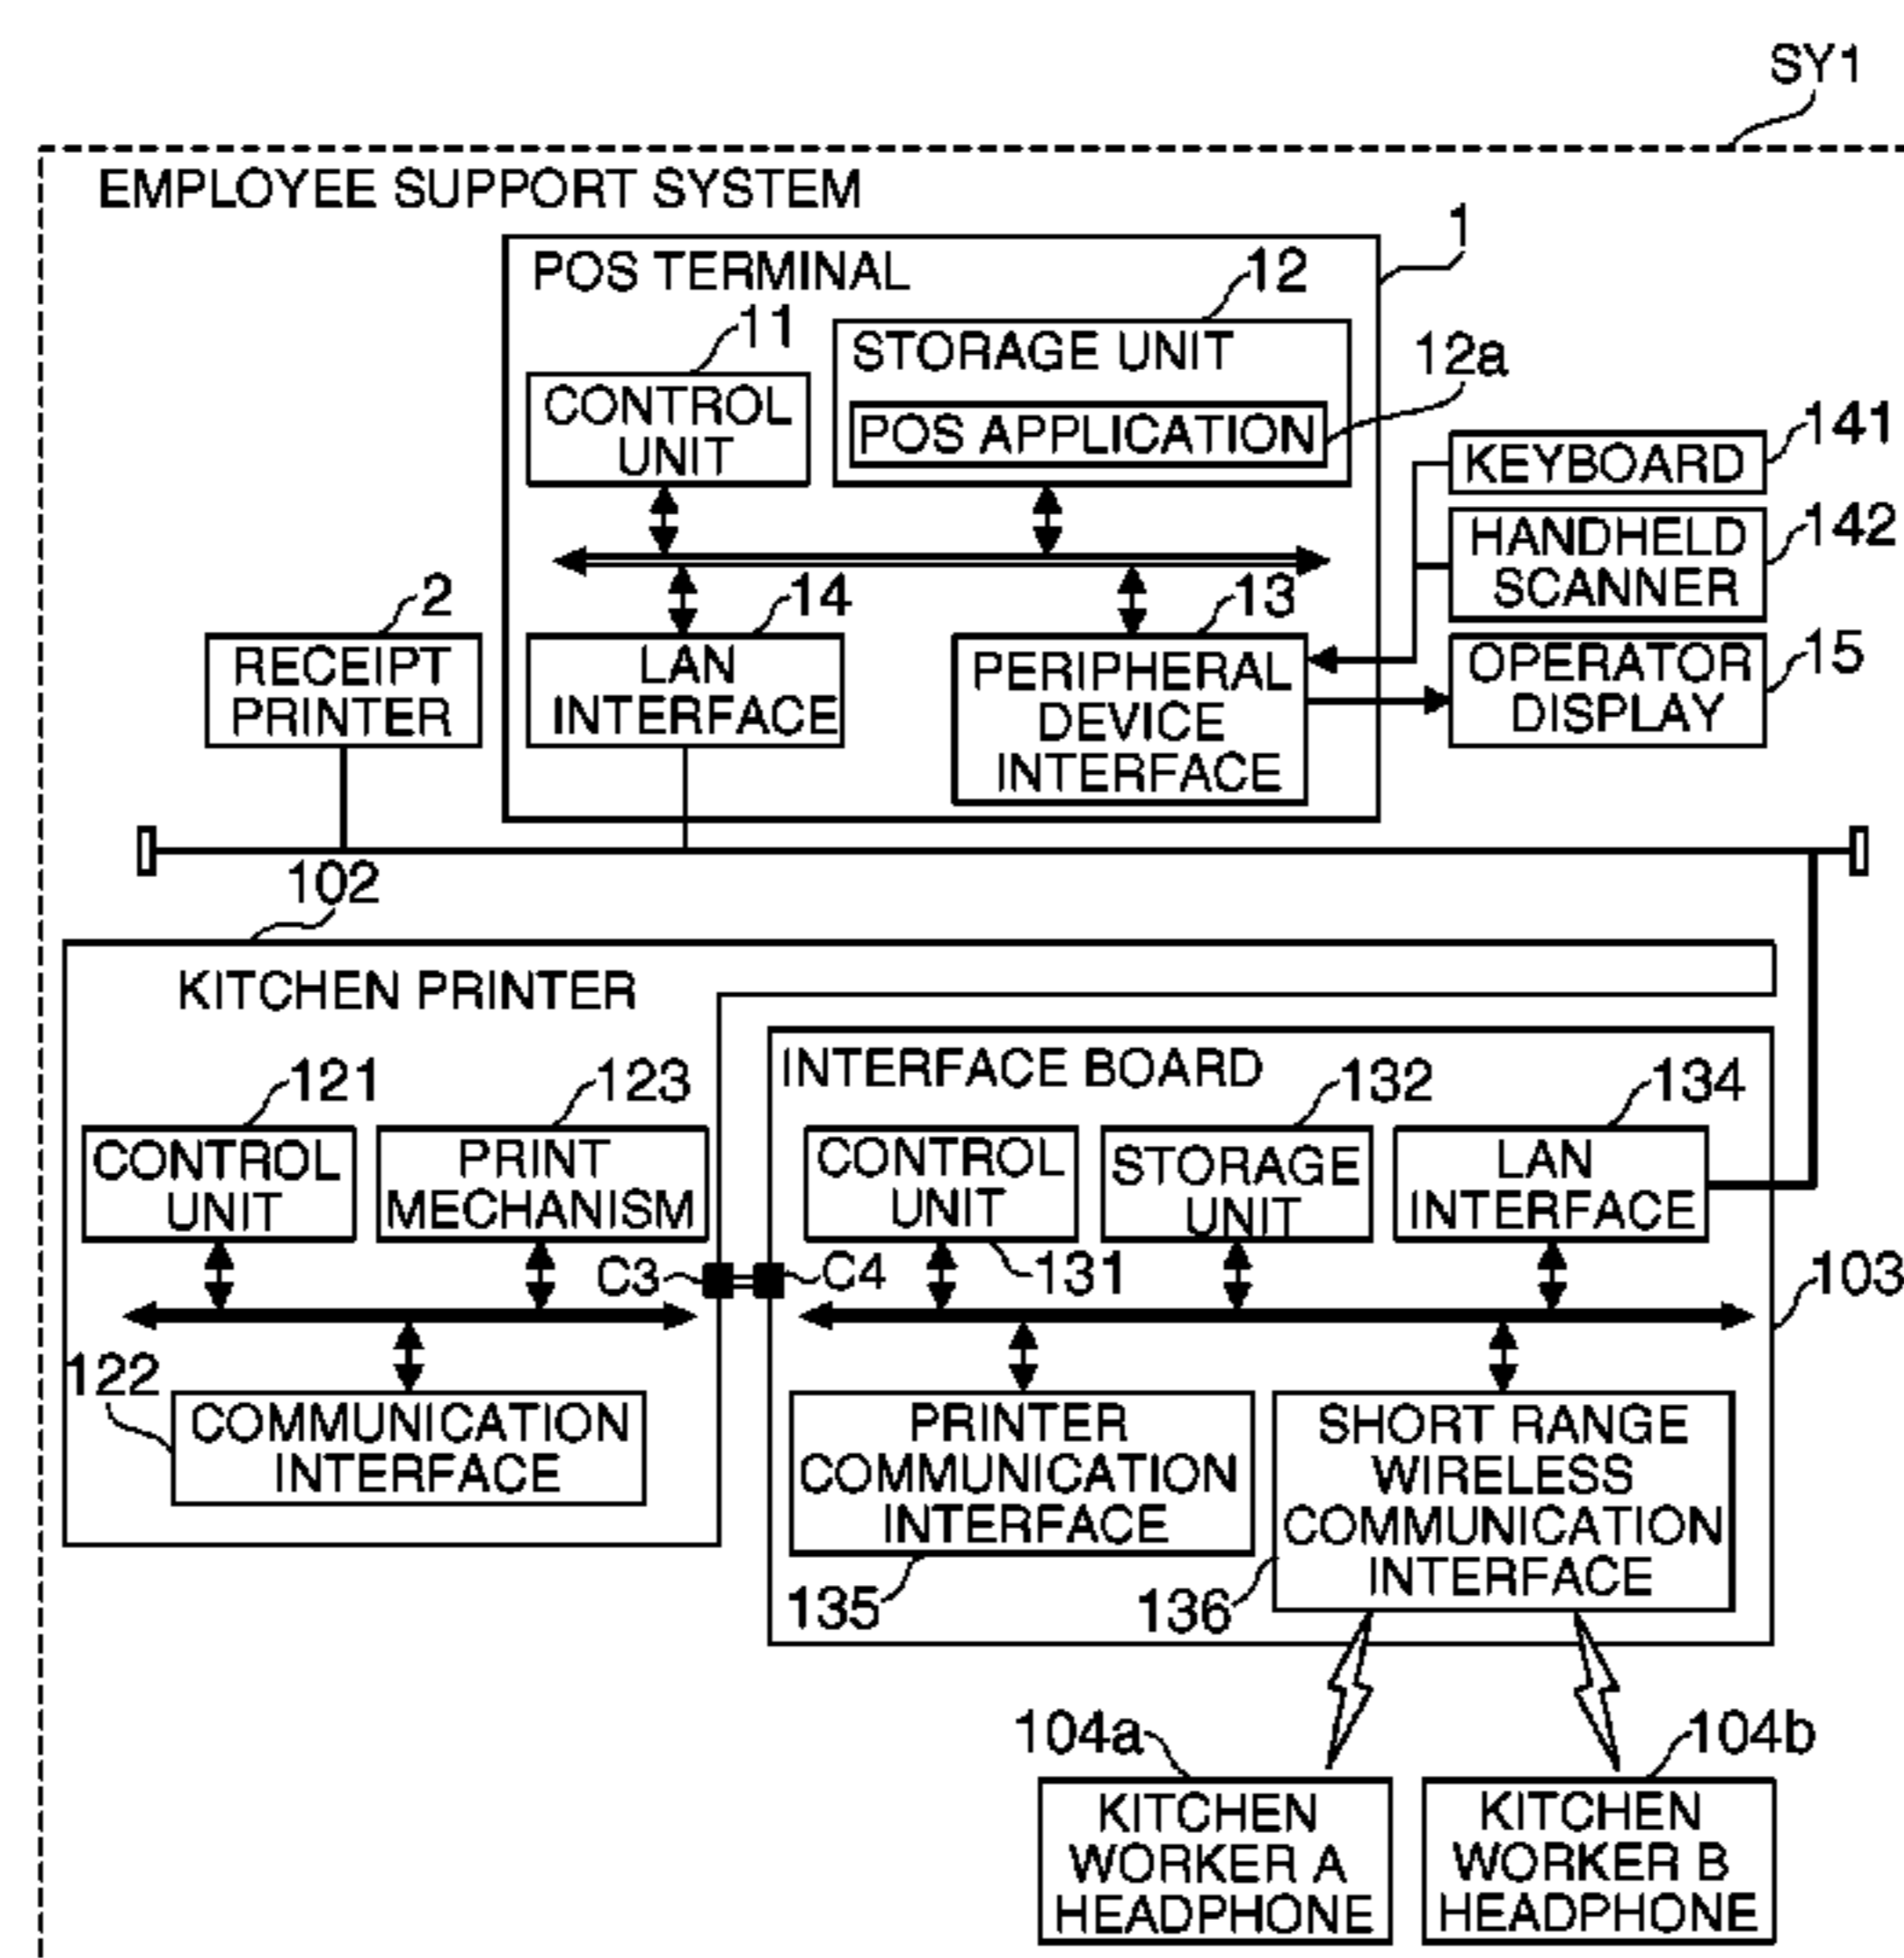 SY1
EMPLOYEE SUPPORT SYSTEM
1
POS TERMINAL
12
11
STORAGE UNIT
12a
CONTROL
UNIT
POS APPLICATION
141
KEYBOARD
142
HANDHELD
SCANNER
2
14
13
15
RECEIPT
PRINTER
LAN
INTERFACE
PERIPHERAL
DEVICE
INTERFACE
OPERATOR
DISPLAY
102
KITCHEN PRINTER
INTERFACE BOARD
121
123
132
134
CONTROL
UNIT
PRINT
MECHANISM
CONTROL
UNIT
STORAGE
UNIT
LAN
INTERFACE
C3
C4
131
103
122
COMMUNICATION
INTERFACE
PRINTER
COMMUNICATION
INTERFACE
SHORT RANGE
WIRELESS
COMMUNICATION
INTERFACE
135
136
104a
104b
KITCHEN
WORKER A
HEADPHONE
KITCHEN
WORKER B
HEADPHONE